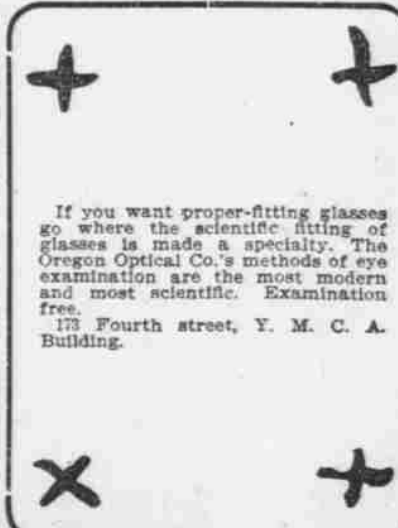 If you want proper-fitting glasses
go where the scientific fitting of
glasses is made a specialty. The
Oregon Optical Co.'s methods of eye
examination are the most modern
and most scientific. Examination
free.
173 Fourth street, Y. M. C. A.
Building.